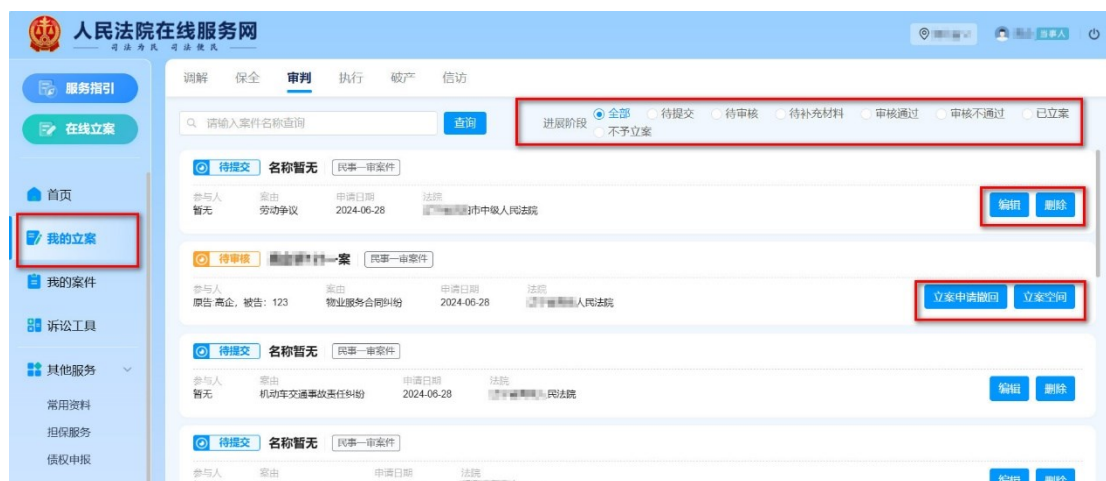 人民法院在线服务网
司法为民 司法便民
当事人
服务指引
在线立案
首页
我的立案
我的案件
诉讼工具
其他服务
常用资料
担保服务
债权申报
调解 保全 审判 执行 破产 信访
请输入案件名称查询 查询
进展阶段 全部 待提交 待审核 待补充材料 审核通过 审核不通过 已立案
不予立案
待提交 名称暂无 民事一审案件
参与人 案由 申请日期 法院
暂无 劳动争议 2024-06-28 市中级人民法院
编辑 删除
待审核 一案 民事一审案件
参与人 案由 申请日期 法院
原告:高企，被告：123 物业服务合同纠纷 2024-06-28 人民法院
立案申请撤回 立案空间
待提交 名称暂无 民事一审案件
参与人 案由 申请日期 法院
暂无 机动车交通事故责任纠纷 2024-06-28 民法院
编辑 删除
待提交 名称暂无 民事一审案件
参与人 案由 申请日期 法院
编辑 删除